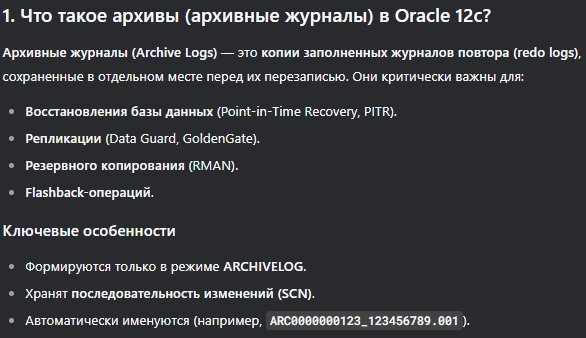 1. Что такое архивы (архивные журналы) в Oracle 12c?
Архивные журналы (Archive Logs) — это копии заполненных журналов повтора (redo logs),
сохраненные в отдельном месте перед их перезаписью. Они критически важны для:
• Восстановления базы данных (Point-in-Time Recovery, PITR).
• Репликации (Data Guard, GoldenGate).
• Резервного копирования (RMAN).
• Flashback-операций.
Ключевые особенности
• Формируются только в режиме ARCHIVELOG.
• Хранят последовательность изменений (SCN).
• Автоматически именуются (например, ARC0000000123_123456789.001).